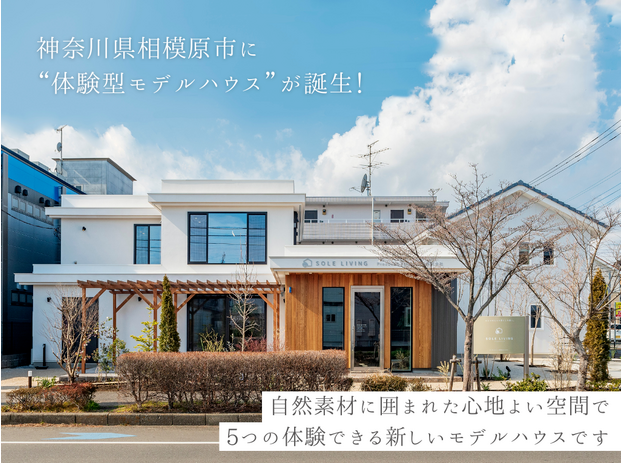 神奈川県相模原市に
“体験型モデルハウス”が誕生!
SOLE LIVING
SOLE LIVING
自然素材に囲まれた心地よい空間で
5つの体験できる新しいモデルハウスです